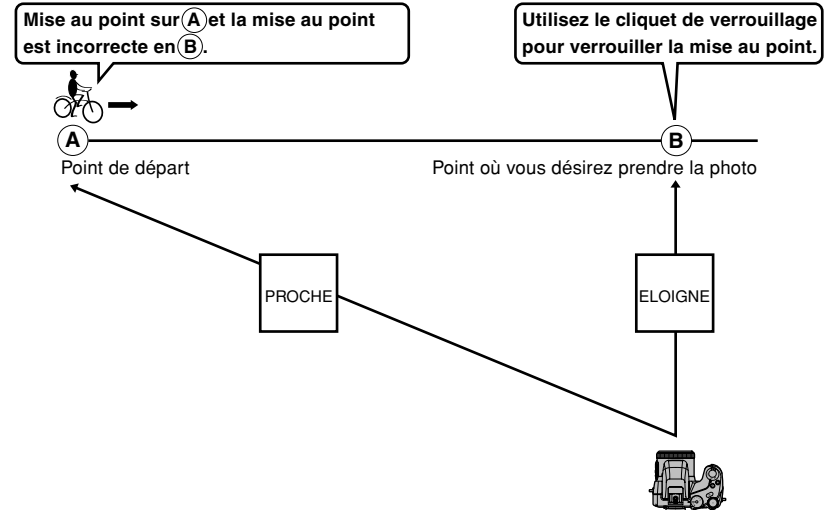 Mise au point sur Ⓐ et la mise au point
est incorrecte en Ⓑ.
Utilisez le cliquet de verrouillage
pour verrouiller la mise au point.
A
B
Point de départ
Point où vous désirez prendre la photo
PROCHE
ELOIGNE